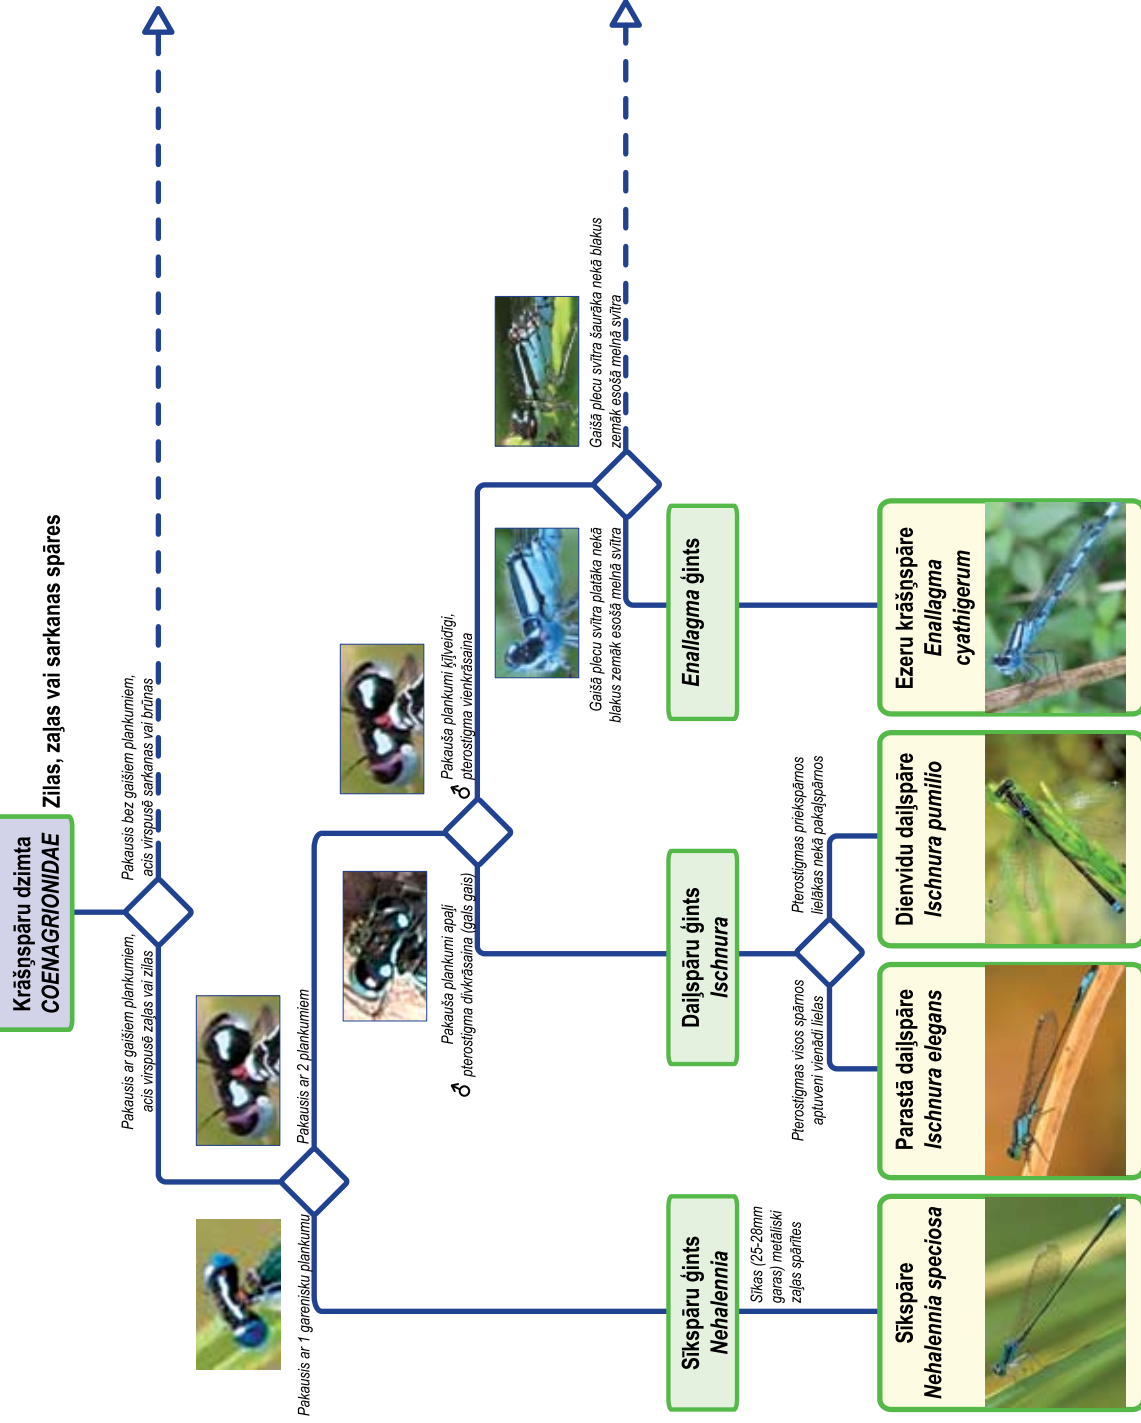 Krāšņspāru dzimta
COENAGRIONIDAE
Zilas, zaļas vai sarkanas spāres
Pakausis ar gaišiem plankumiem,
acis virspusē zaļas vai zilas
Pakausis bez gaišiem plankumiem,
acis virspusē sarkanas vai brūnas
Pakausis ar 1 garenisku plankumu
Pakausis ar 2 plankumiem
Pakauša plankumi apaļi
♂ pterostigma divkrāsaina (gals gaišs)
Pakauša plankumi ķīļveidīgi,
♂ pterostigma vienkrāsaina
Gaišā plecu svītra platāka nekā
blakus zemāk esošā melnā svītra
Gaišā plecu svītra šaurāka nekā blakus
zemāk esošā melnā svītra
Sīkspāru ģints
Nehalennia
Daiļspāru ģints
Ischnura
Enallagma ģints
Sīkas (25-28mm
garas) metāliski
zaļas spārītes
Pterostigmas visos spārnos
aptuveni vienādi lielas
Pterostigmas priekspārnos
lielākas nekā pakaļspārnos
Sīkspāre
Nehalennia speciosa
Parastā daiļspāre
Ischnura elegans
Dienvidu daiļspāre
Ischnura pumilio
Ezeru krāšņspāre
Enallagma
cyathigerum